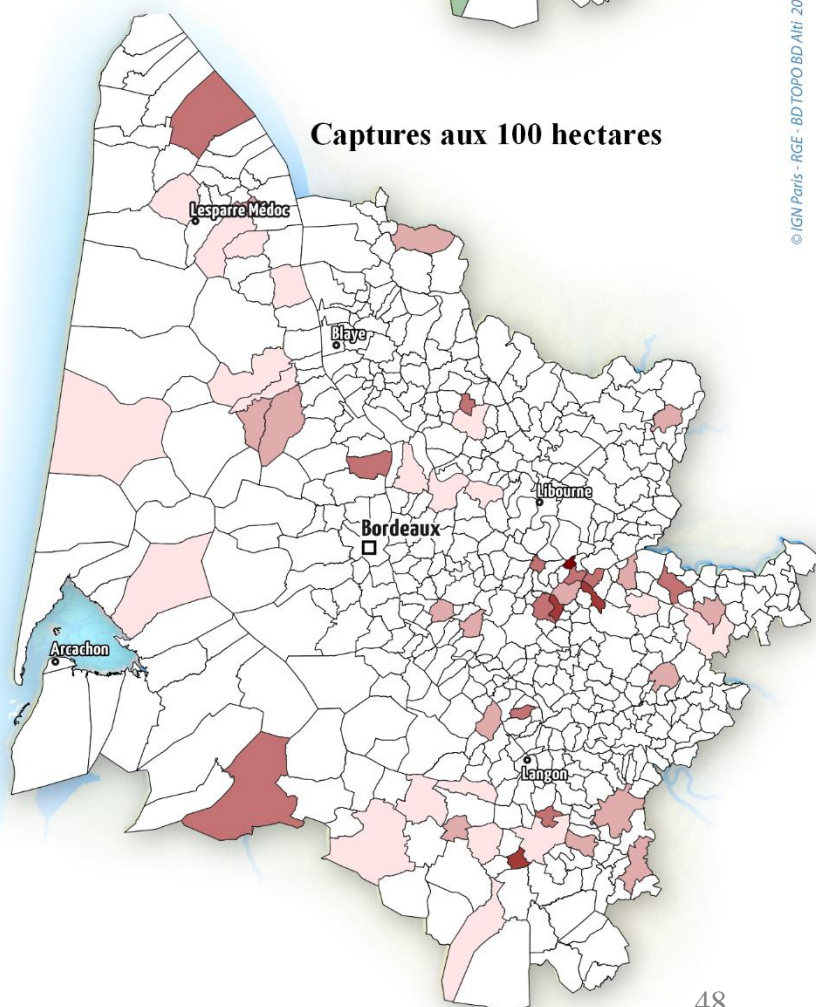 © IGN Paris - RGE - BD TOPO BD Alti 20
Captures aux 100 hectares
Lesparre Médoc
Blaye
Libourne
Bordeaux
Arcachon
Langon
48